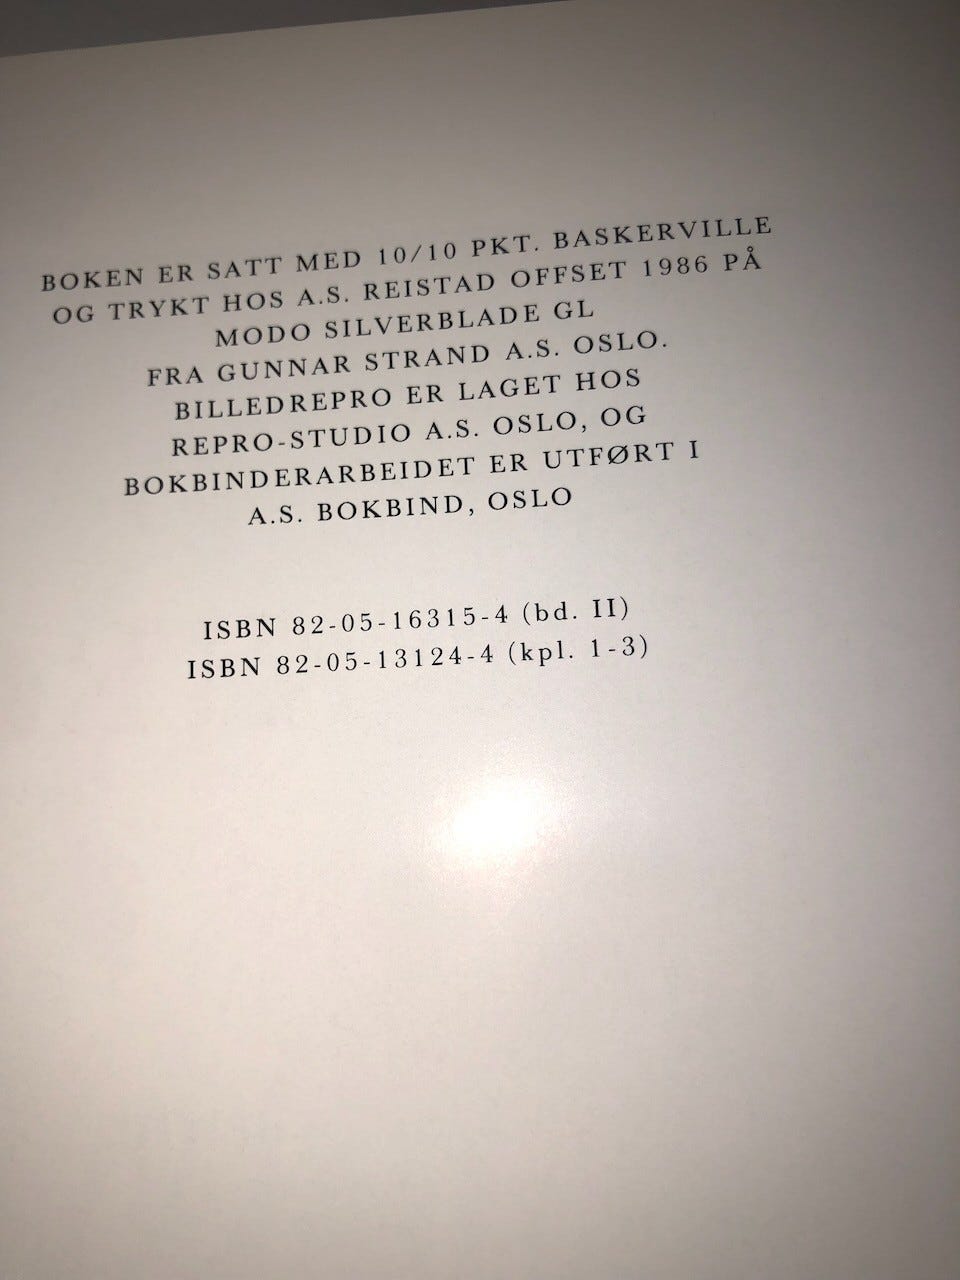 BOKEN ER SATT MED 10/10 PKT. BASKERVILLE
OG TRYKT HOS A.S. REISTAD OFFSET 1986 PÅ
MODO SILVERBLADE GL
FRA GUNNAR STRAND A.S. OSLO.
BILLEDREPRO ER LAGET HOS
REPRO-STUDIO A.S. OSLO, OG
BOKBINDERARBEIDET ER UTFØRT I
A.S. BOKBIND, OSLO
ISBN 82-05-16315-4 (bd. II)
ISBN 82-05-13124-4 (kpl. 1-3)